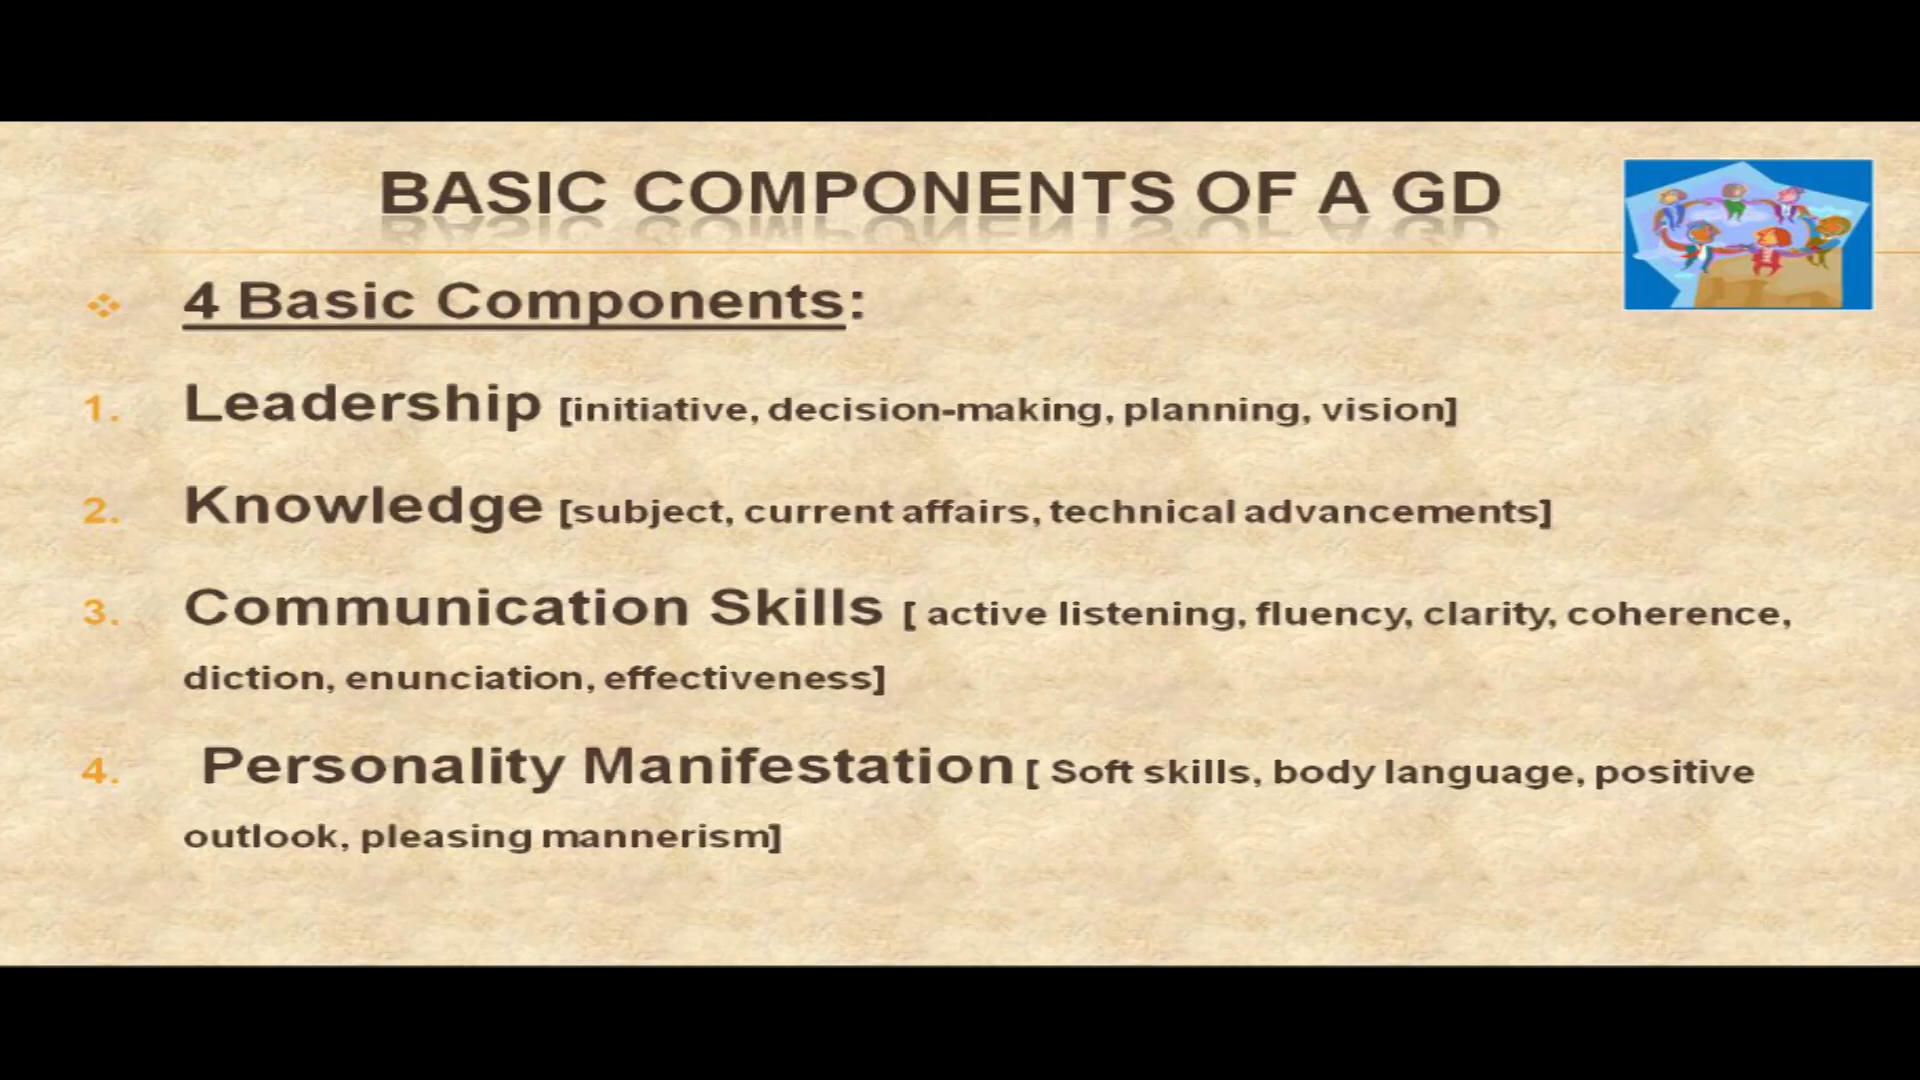 BASIC COMPONENTS OF A GD
❖ 4 Basic Components:
1. Leadership [initiative, decision-making, planning, vision]
2. Knowledge [subject, current affairs, technical advancements]
3. Communication Skills [ active listening, fluency, clarity, coherence,
diction, enunciation, effectiveness]
4. Personality Manifestation [ Soft skills, body language, positive
outlook, pleasing mannerism]